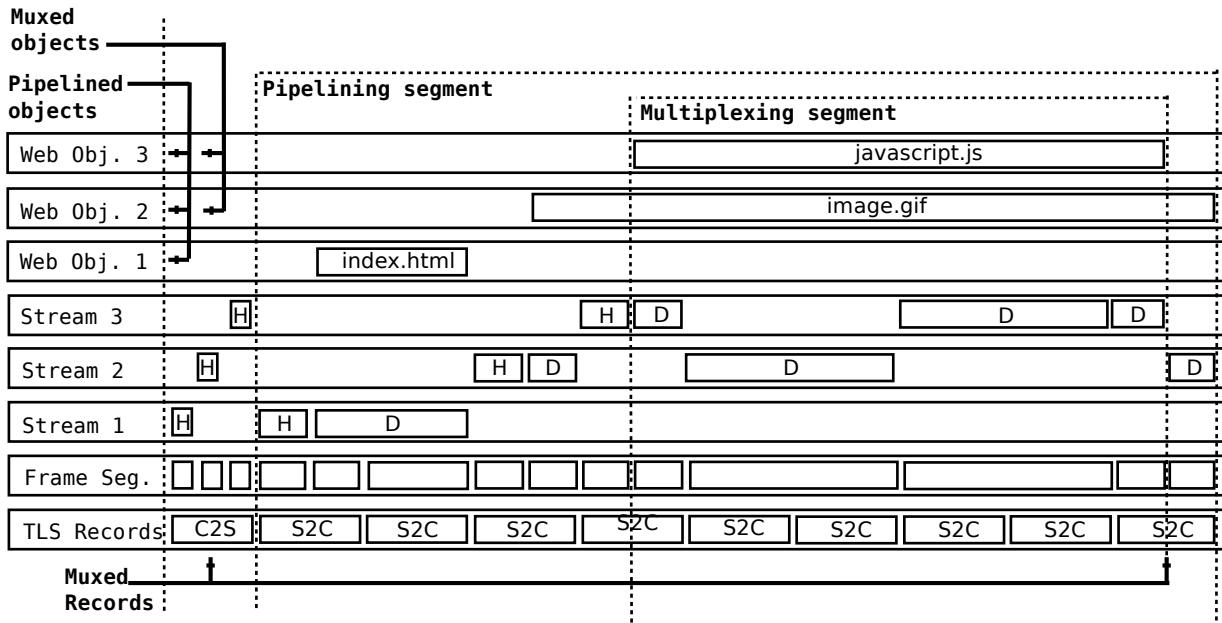 Muxed
objects
Pipelined
objects
Pipelining segment
Multiplexing segment
Web Obj. 3 javascript.js
Web Obj. 2 image.gif
Web Obj. 1 index.html
Stream 3 H H D D D
Stream 2 H H D D D
Stream 1 H H D
Frame Seg.
TLS Records C2S S2C S2C S2C S2C S2C S2C S2C S2C S2C
Muxed
Records